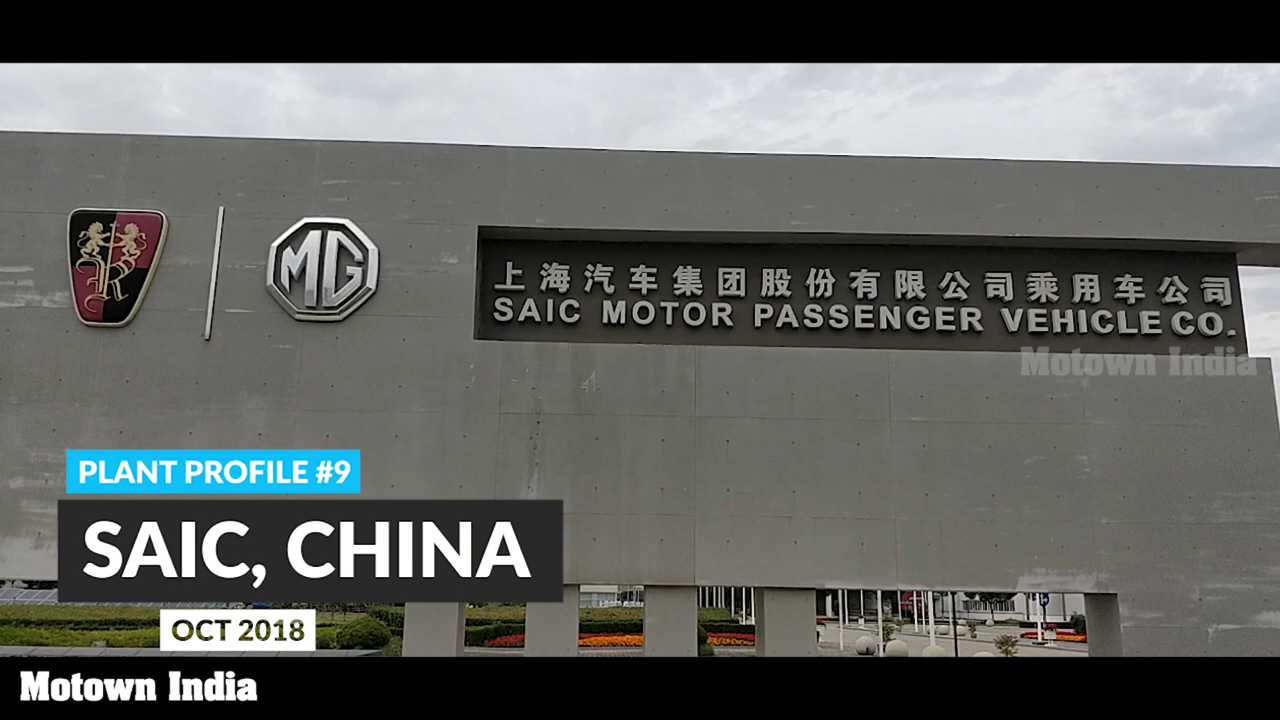 MG
上海汽车集团股份有限公司乘用车公司
SAIC MOTOR PASSENGER VEHICLE CO.
Motown India
PLANT PROFILE #9
SAIC, CHINA
OCT 2018
Motown India